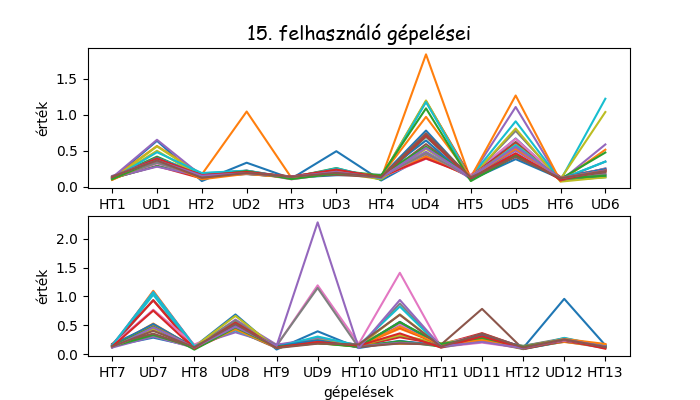 15. felhasználó gépelései
érték
1.5
1.0
0.5
0.0
HT1 UD1 HT2 UD2 HT3 UD3 HT4 UD4 HT5 UD5 HT6 UD6
érték
2.0
1.5
1.0
0.5
0.0
HT7 UD7 HT8 UD8 HT9 UD9 HT10 UD10 HT11 UD11 HT12 UD12 HT13
gépelések